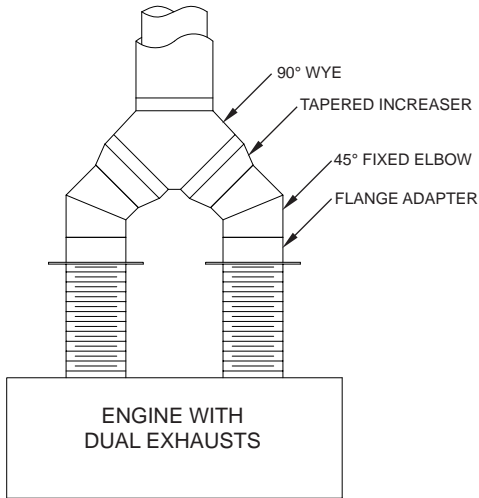 90° WYE
TAPERED INCREASER
45° FIXED ELBOW
FLANGE ADAPTER
ENGINE WITH
DUAL EXHAUSTS